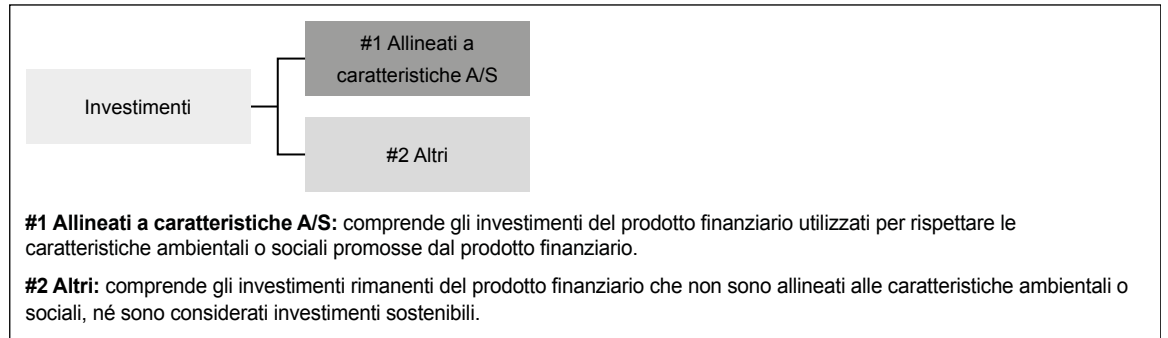 #1 Allineati a
caratteristiche A/S
Investimenti
#2 Altri
#1 Allineati a caratteristiche A/S: comprende gli investimenti del prodotto finanziario utilizzati per rispettare le
caratteristiche ambientali o sociali promosse dal prodotto finanziario.
#2 Altri: comprende gli investimenti rimanenti del prodotto finanziario che non sono allineati alle caratteristiche ambientali o
sociali, né sono considerati investimenti sostenibili.